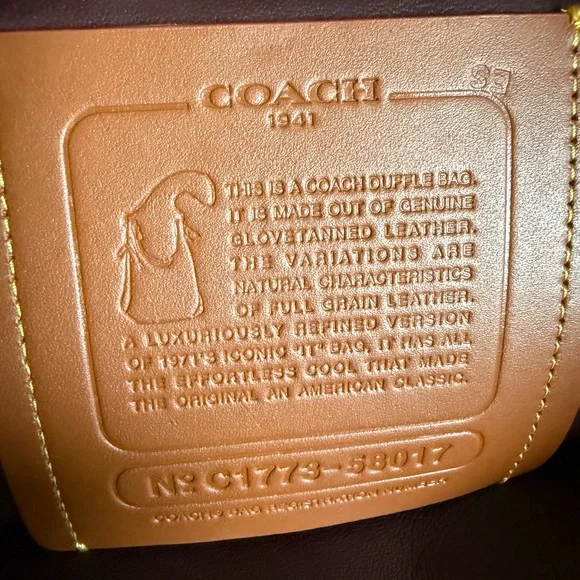 COACH
1941
33
THIS IS A COACH DUFFLE BAG.
IT IS MADE OUT OF GENUINE
GLOVETANNED LEATHER.
THE VARIATIONS ARE
NATURAL CHARACTERISTICS
OF FULL GRAIN LEATHER.
A LUXURIOUSLY REFINED VERSION
OF 1971'S ICONIC 'IT' BAG, IT HAS ALL
THE EFFORTLESS COOL THAT MADE
THE ORIGINAL AN AMERICAN CLASSIC.
No C1773-58017
COACH'S BAG REGISTRATION NUMBER